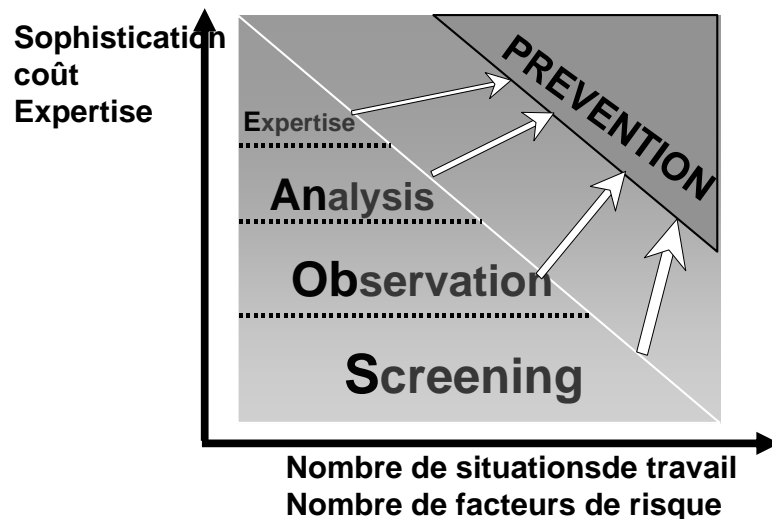 Sophistication
coût
Expertise
PREVENTION
Expertise
Analysis
Observation
Screening
Nombre de situationsde travail
Nombre de facteurs de risque